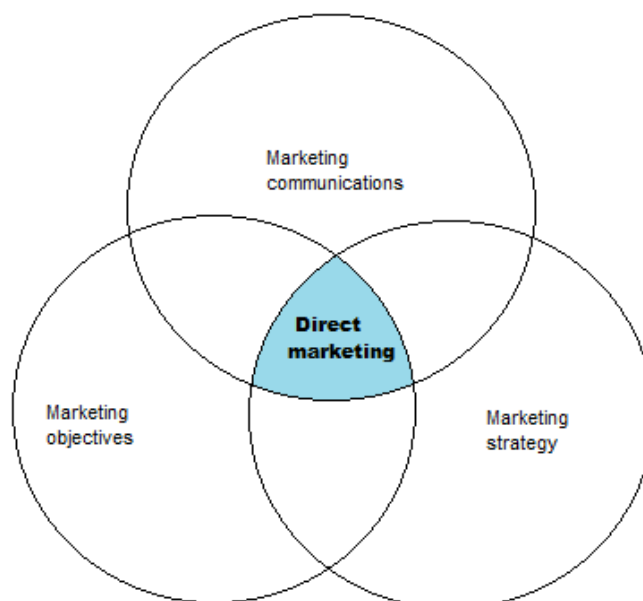 Marketing
communications
Direct
marketing
Marketing
objectives
Marketing
strategy